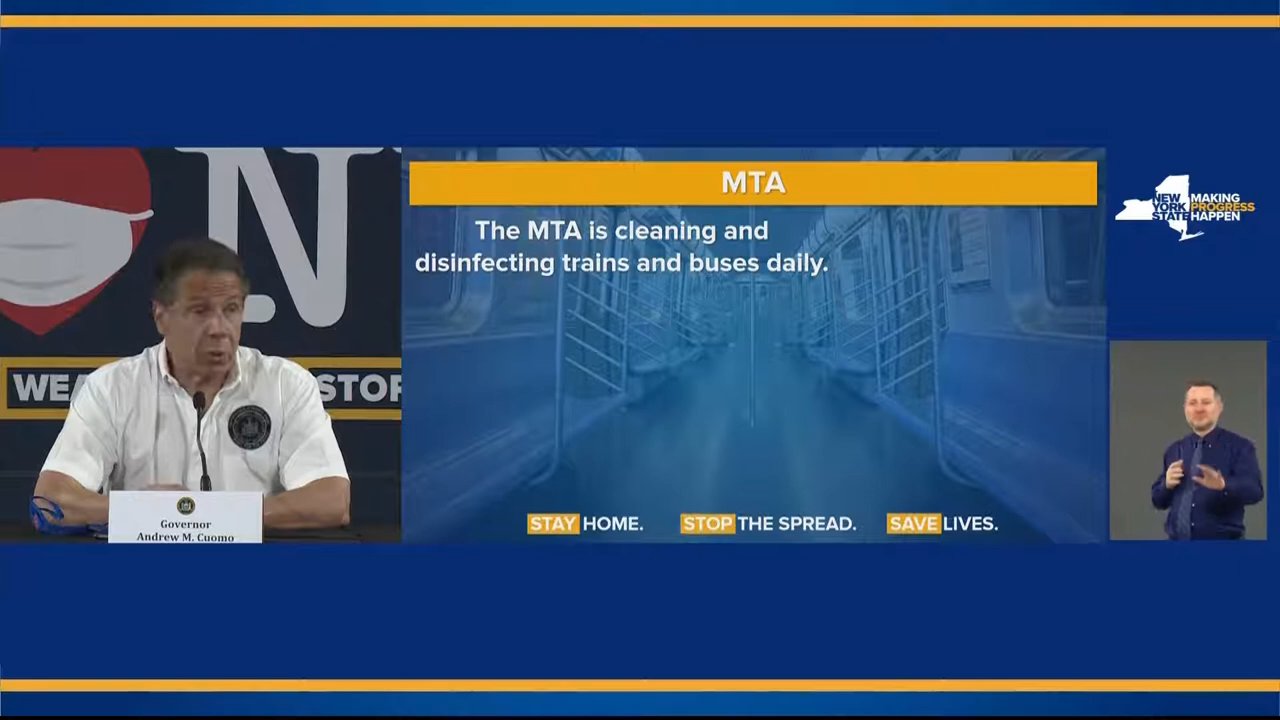 N
WEA
STOP
Governor
Andrew M. Cuomo
MTA
The MTA is cleaning and
disinfecting trains and buses daily.
STAY HOME. STOP THE SPREAD. SAVE LIVES.
NEW
YORK
STATE
MAKING
PROGRESS
HAPPEN